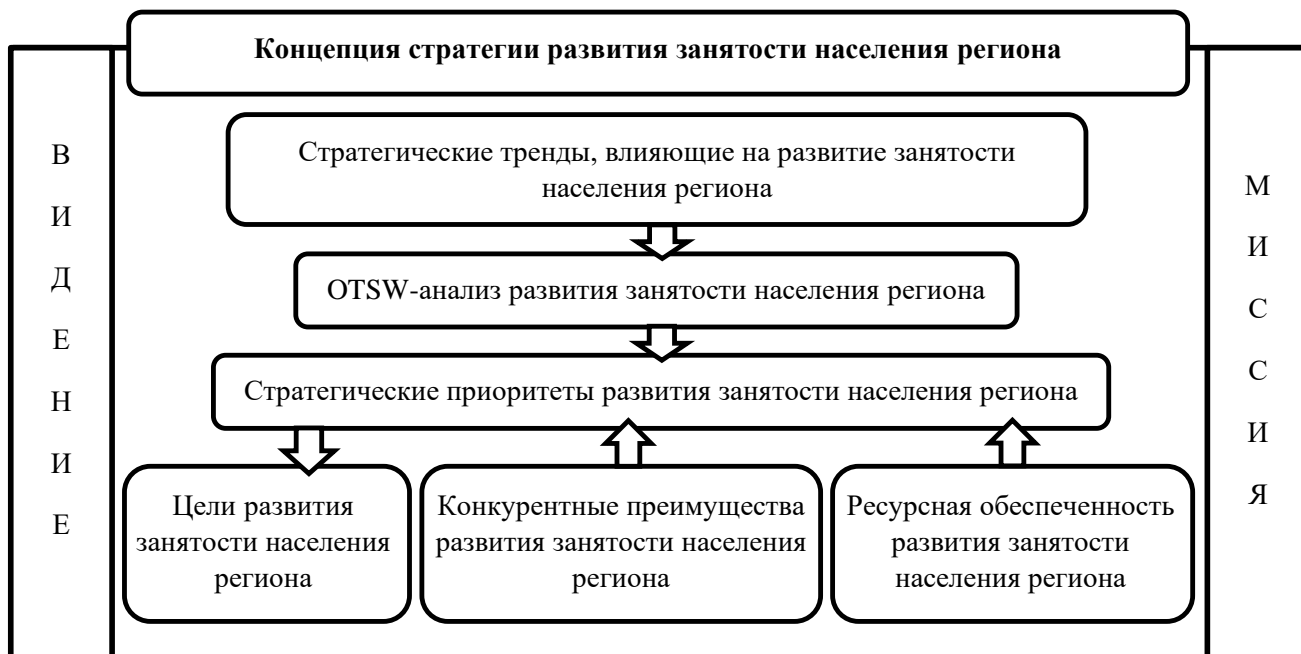 Концепция стратегии развития занятости населения региона
В
И
Д
Е
Н
И
Е
Стратегические тренды, влияющие на развитие занятости
населения региона
OTSW-анализ развития занятости населения региона
Стратегические приоритеты развития занятости населения региона
Цели развития
занятости населения
региона
Конкурентные преимущества
развития занятости населения
региона
Ресурсная обеспеченность
развития занятости
населения региона
М
И
С
С
И
Я